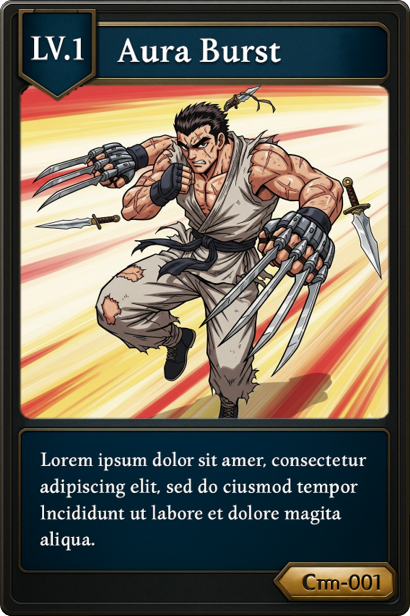 LV.1
Aura Burst
Lorem ipsum dolor sit amer, consectetur
adipiscing elit, sed do ciusmod tempor
Incididunt ut labore et dolore magita
aliqua.
Crm-001